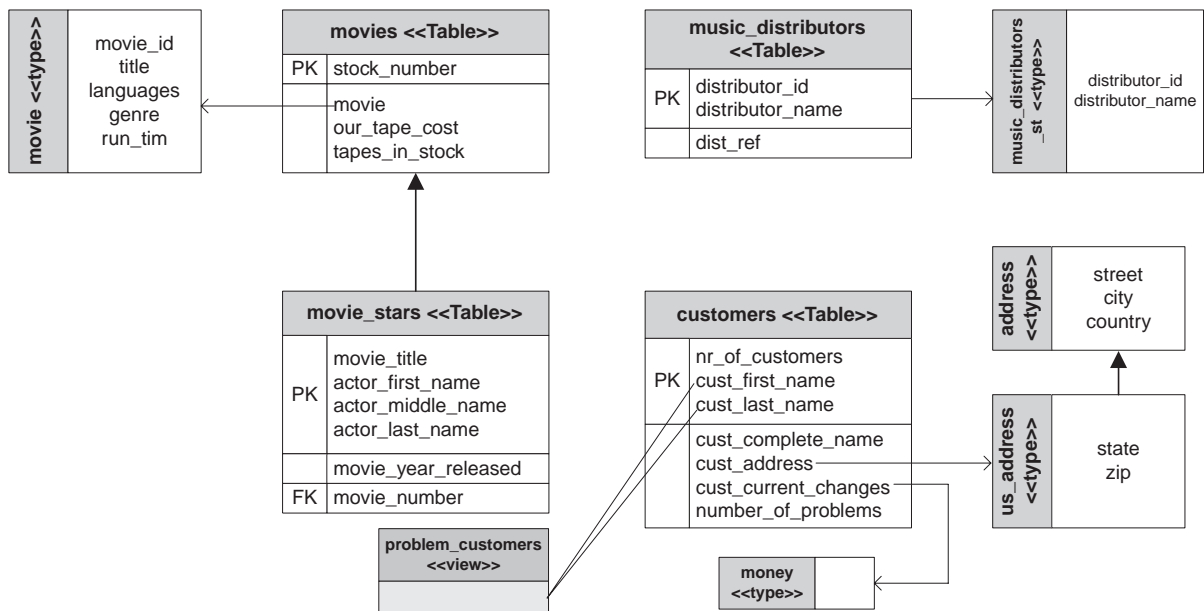 movie <<type>>
movie_id
title
languages
genre
run_tim
movies <<Table>>
PK
stock_number
movie
our_tape_cost
tapes_in_stock
music_distributors
<<Table>>
PK
distributor_id
distributor_name
dist_ref
music_distributors
_st <<type>>
distributor_id
distributor_name
movie_stars <<Table>>
PK
movie_title
actor_first_name
actor_middle_name
actor_last_name
movie_year_released
FK
movie_number
customers <<Table>>
PK
nr_of_customers
cust_first_name
cust_last_name
cust_complete_name
cust_address
cust_current_changes
number_of_problems
address
<<type>>
street
city
country
us_address
<<type>>
state
zip
problem_customers
<<view>>
money
<<type>>